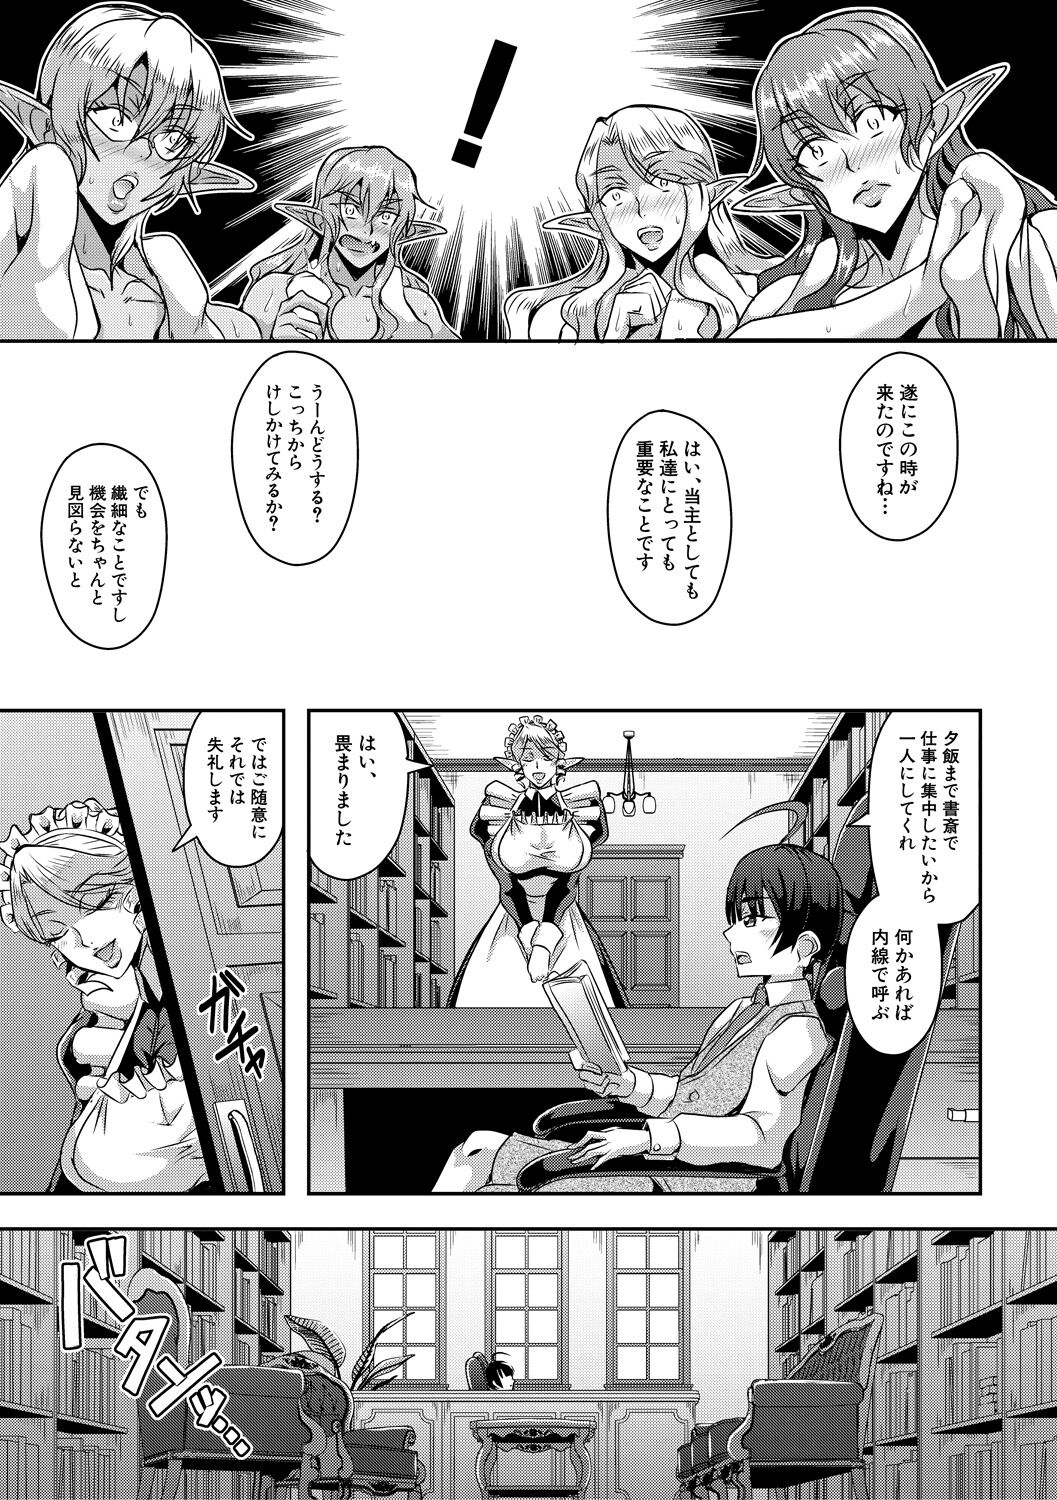 ！
遂にこの時が
来たのですね…
はい、当主としても
私達にとっても
重要なことです
うーんどうする？
こっちから
けしかけてみるか？
でも
繊細なことですし
機会をちゃんと
見図らないと
夕飯まで書斎で
仕事に集中したいから
一人にしてくれ
何かあれば
内線で呼ぶ
はい、
畏まりました
ではご随意に
それでは
失礼します
ガチャ
バタンッ…